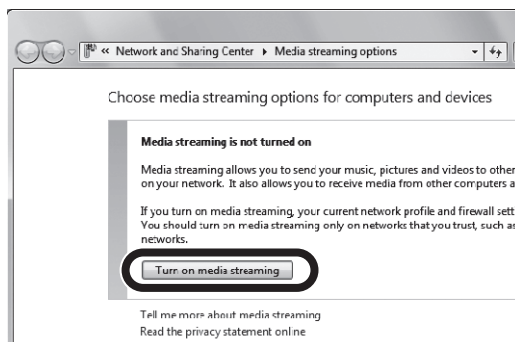 « Network and Sharing Center ▸ Media streaming options
Choose media streaming options for computers and devices
Media streaming is not turned on
Media streaming allows you to send your music, pictures and videos to other
on your network. It also allows you to receive media from other computers a
If you turn on media streaming, your current network profile and firewall sett
You should turn on media streaming only on networks that you trust, such as
networks.
Turn on media streaming
Tell me more about media streaming
Read the privacy statement online